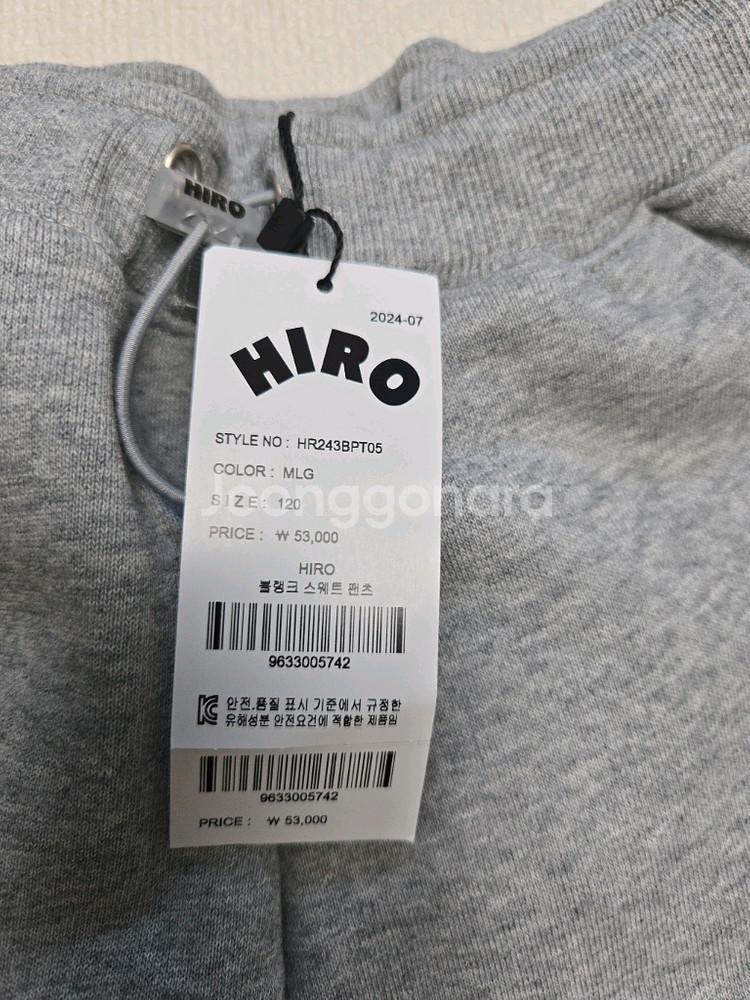 HIRO
2024-07
HIRO
STYLE NO : HR243BPT05
COLOR : MLG
Joonggonara
SIZE : 120
PRICE : ₩ 53,000
HIRO
블랭크 스웨트 팬츠
9633005742
안전.품질 표시 기준에서 규정한
유해성분 안전요건에 적합한 제품임
9633005742
PRICE : ₩ 53,000